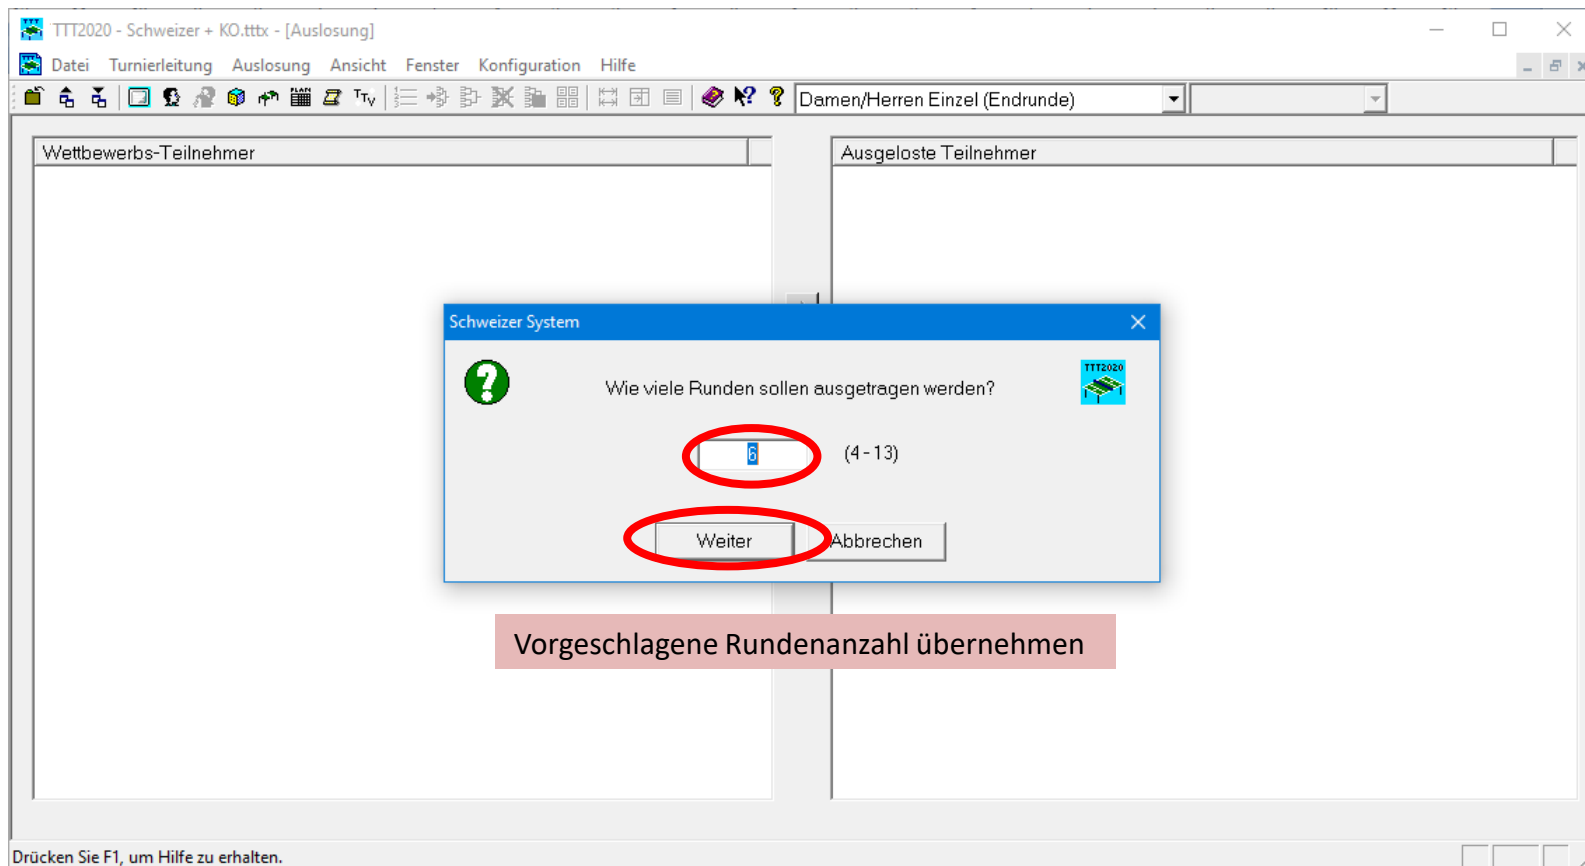 TTT2020 - Schweizer + KO.tttx - [Auslosung]
Datei Turnierleitung Auslosung Ansicht Fenster Konfiguration Hilfe
PLAN TTV Damen/Herren Einzel (Endrunde)
Wettbewerbs-Teilnehmer Ausgeloste Teilnehmer
Schweizer System
TTT2020
Wie viele Runden sollen ausgetragen werden?
6 (4 - 13)
Weiter Abbrechen
Vorgeschlagene Rundenanzahl übernehmen
Drücken Sie F1, um Hilfe zu erhalten.